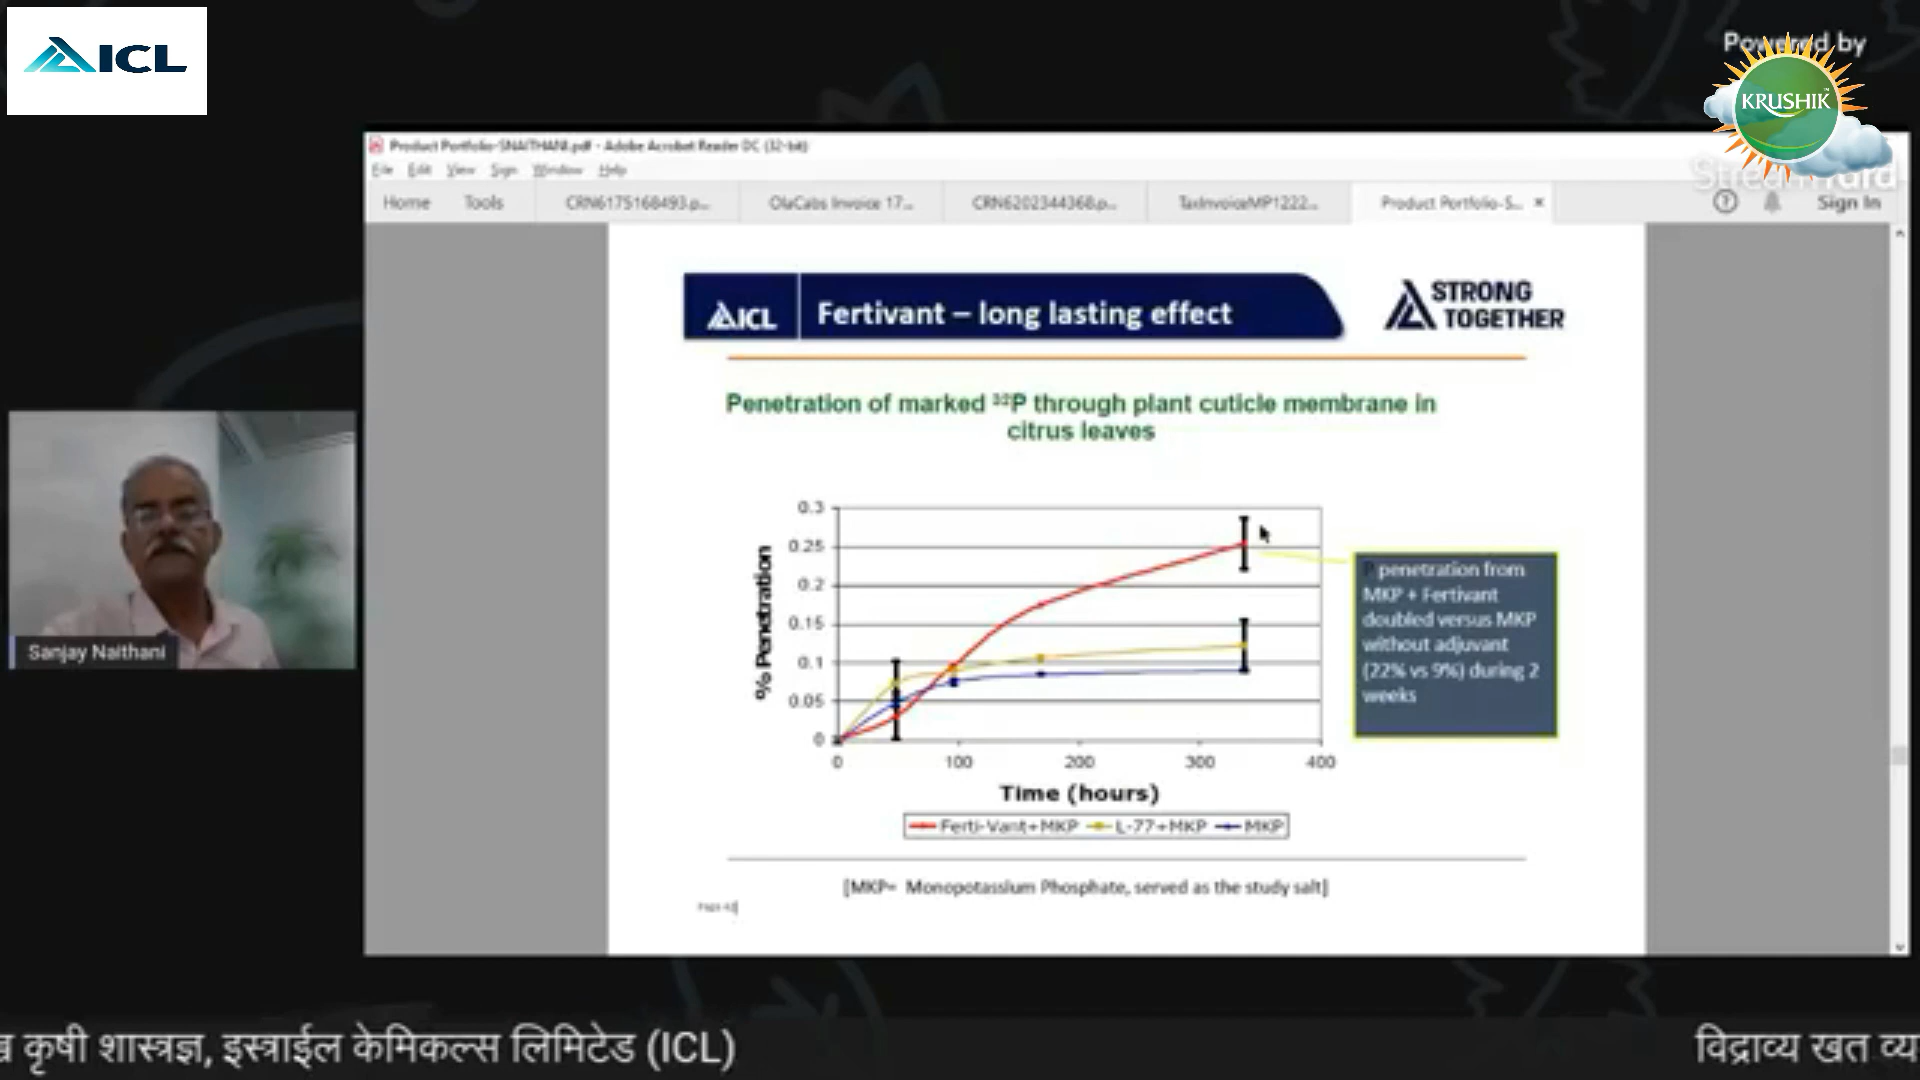 ICL
Powered by
KRUSHIK
StreamYard
Product Portfolio-SNAITHANI.pdf - Adobe Acrobat Reader DC (32-bit)
File Edit View Sign Window Help
Home Tools CRN6175168493.p... OlaCabs Invoice 17... CRN6202344368.p... TaxInvoiceMP1222... Product Portfolio-S... × ? Sign In
ICL Fertivant – long lasting effect
STRONG
TOGETHER
Penetration of marked ³²P through plant cuticle membrane in
citrus leaves
% Penetration
0.3
0.25
0.2
0.15
0.1
0.05
0
0 100 200 300 400
Time (hours)
Ferti-Vant+MKP L-77+MKP MKP
P penetration from
MKP + Fertivant
doubled versus MKP
without adjuvant
(22% vs 9%) during 2
weeks
[MKP= Monopotassium Phosphate, served as the study salt]
Sanjay Naithani
कृषी शास्त्रज्ञ, इस्त्राईल केमिकल्स लिमिटेड (ICL)
विद्राव्य खत